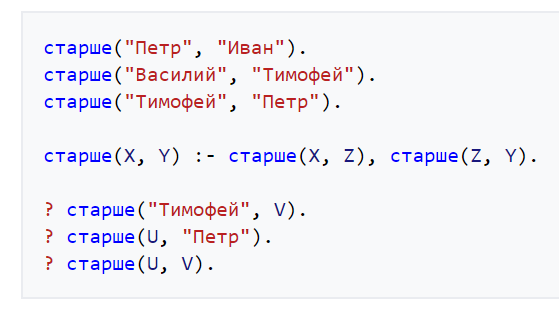 старше("Петр", "Иван").
старше("Василий", "Тимофей").
старше("Тимофей", "Петр").
старше(X, Y) :- старше(X, Z), старше(Z, Y).
? старше("Тимофей", V).
? старше(U, "Петр").
? старше(U, V).